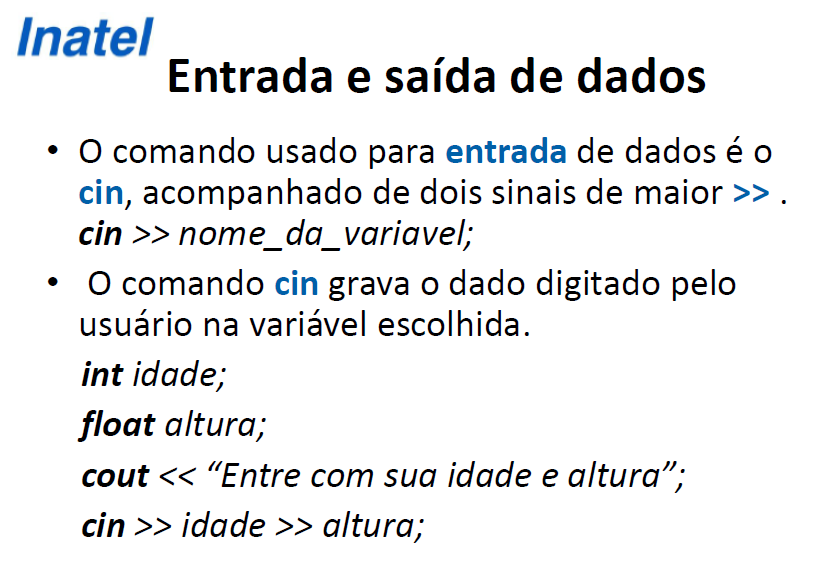 Inatel
Entrada e saída de dados
• O comando usado para entrada de dados é o
cin, acompanhado de dois sinais de maior >> .
cin >> nome_da_variavel;
• O comando cin grava o dado digitado pelo
usuário na variável escolhida.
int idade;
float altura;
cout << “Entre com sua idade e altura”;
cin >> idade >> altura;